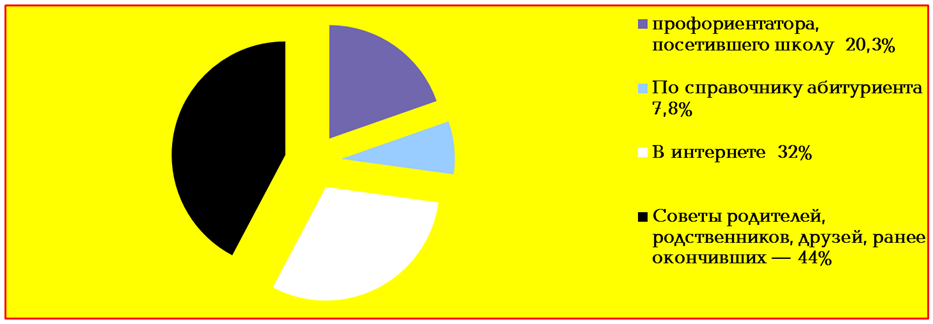 профориентатора,
посетившего школу 20,3%
По справочнику абитуриента
7,8%
В интернете 32%
Советы родителей,
родственников, друзей, ранее
окончивших — 44%